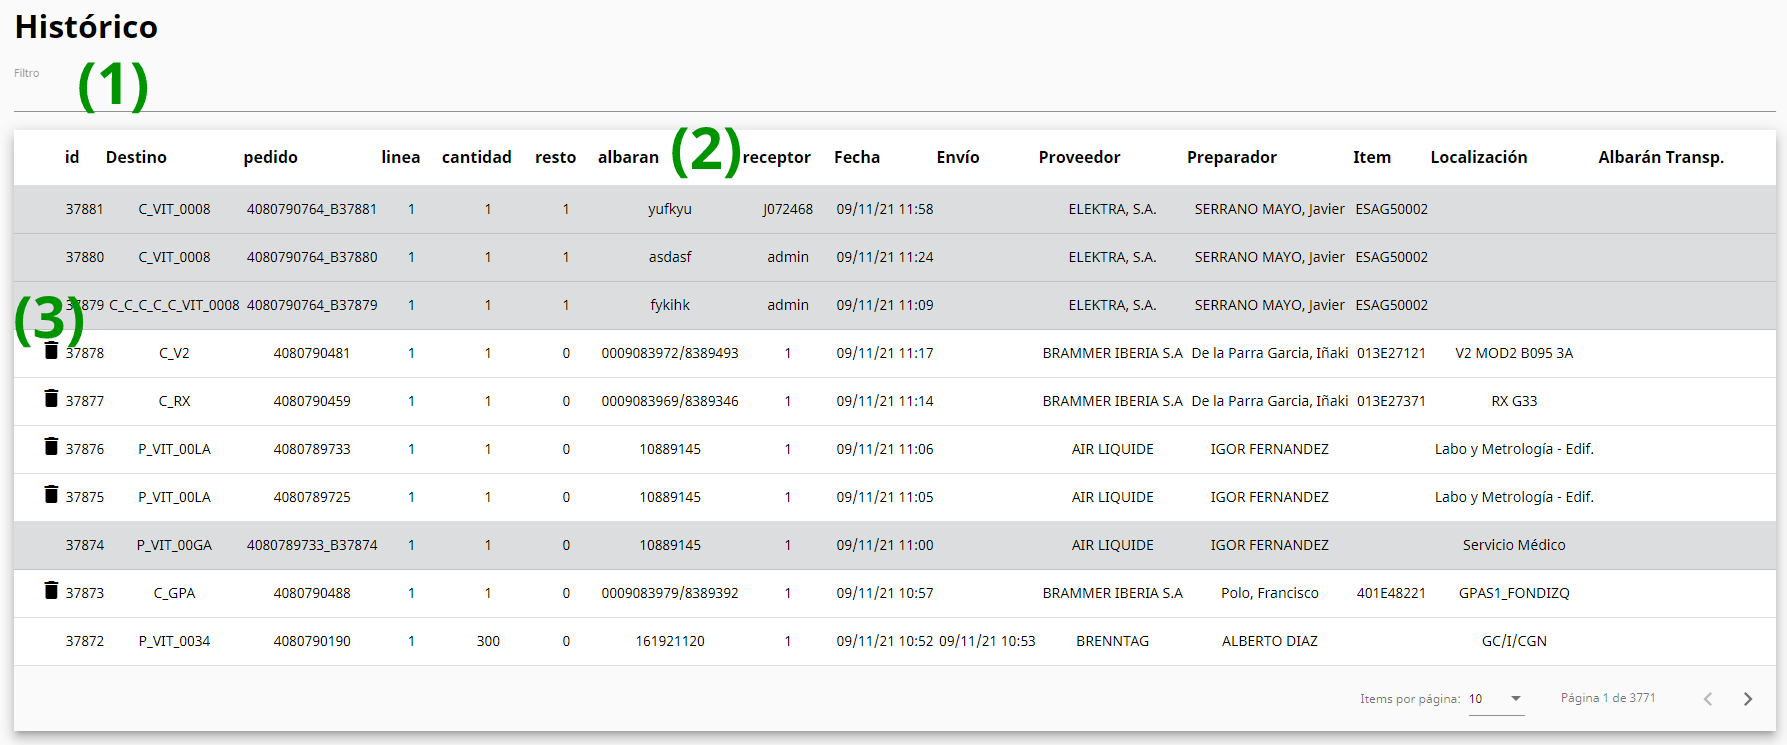 Histórico
Filtro (1)
id Destino pedido linea cantidad resto albaran (2) receptor Fecha Envío Proveedor Preparador Item Localización Albarán Transp.
37881 C_VIT_0008 4080790764_B37881 1 1 1 yufkyu J072468 09/11/21 11:58 ELEKTRA, S.A. SERRANO MAYO, Javier ESAG50002
37880 C_VIT_0008 4080790764_B37880 1 1 1 asdasf admin 09/11/21 11:24 ELEKTRA, S.A. SERRANO MAYO, Javier ESAG50002
(3) 37879 C_C_C_C_C_VIT_0008 4080790764_B37879 1 1 1 fykihk admin 09/11/21 11:09 ELEKTRA, S.A. SERRANO MAYO, Javier ESAG50002
37878 C_V2 4080790481 1 1 0 0009083972/8389493 1 09/11/21 11:17 BRAMMER IBERIA S.A De la Parra Garcia, Iñaki 013E27121 V2 MOD2 B095 3A
37877 C_RX 4080790459 1 1 0 0009083969/8389346 1 09/11/21 11:14 BRAMMER IBERIA S.A De la Parra Garcia, Iñaki 013E27371 RX G33
37876 P_VIT_00LA 4080789733 1 1 0 10889145 1 09/11/21 11:06 AIR LIQUIDE IGOR FERNANDEZ Labo y Metrología - Edif.
37875 P_VIT_00LA 4080789725 1 1 0 10889145 1 09/11/21 11:05 AIR LIQUIDE IGOR FERNANDEZ Labo y Metrología - Edif.
37874 P_VIT_00GA 4080789733_B37874 1 1 0 10889145 1 09/11/21 11:00 AIR LIQUIDE IGOR FERNANDEZ Servicio Médico
37873 C_GPA 4080790488 1 1 0 0009083979/8389392 1 09/11/21 10:57 BRAMMER IBERIA S.A Polo, Francisco 401E48221 GPAS1_FONDIZQ
37872 P_VIT_0034 4080790190 1 300 0 161921120 1 09/11/21 10:52 09/11/21 10:53 BRENNTAG ALBERTO DIAZ GC/I/CGN
Items por página: 10 Página 1 de 3771